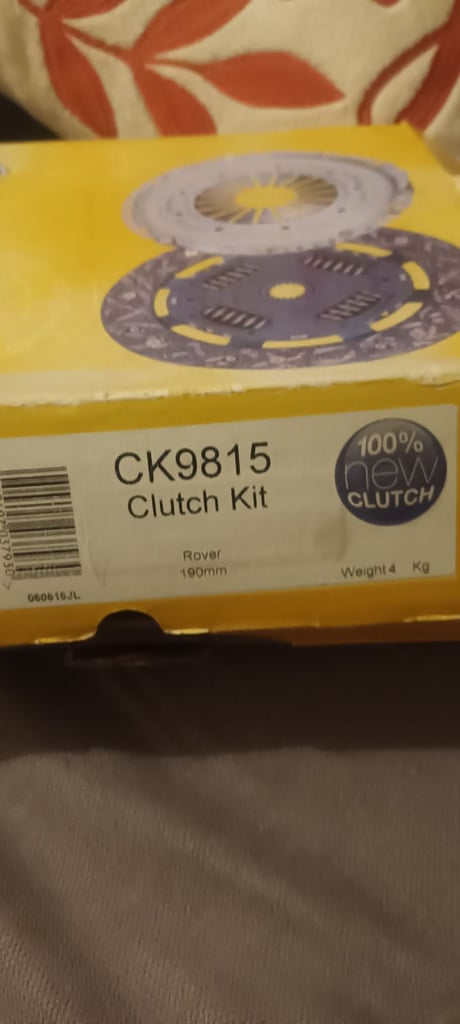 CK9815
Clutch Kit
100%
new
CLUTCH
Rover
190mm
Weight 4 Kg
060616JL